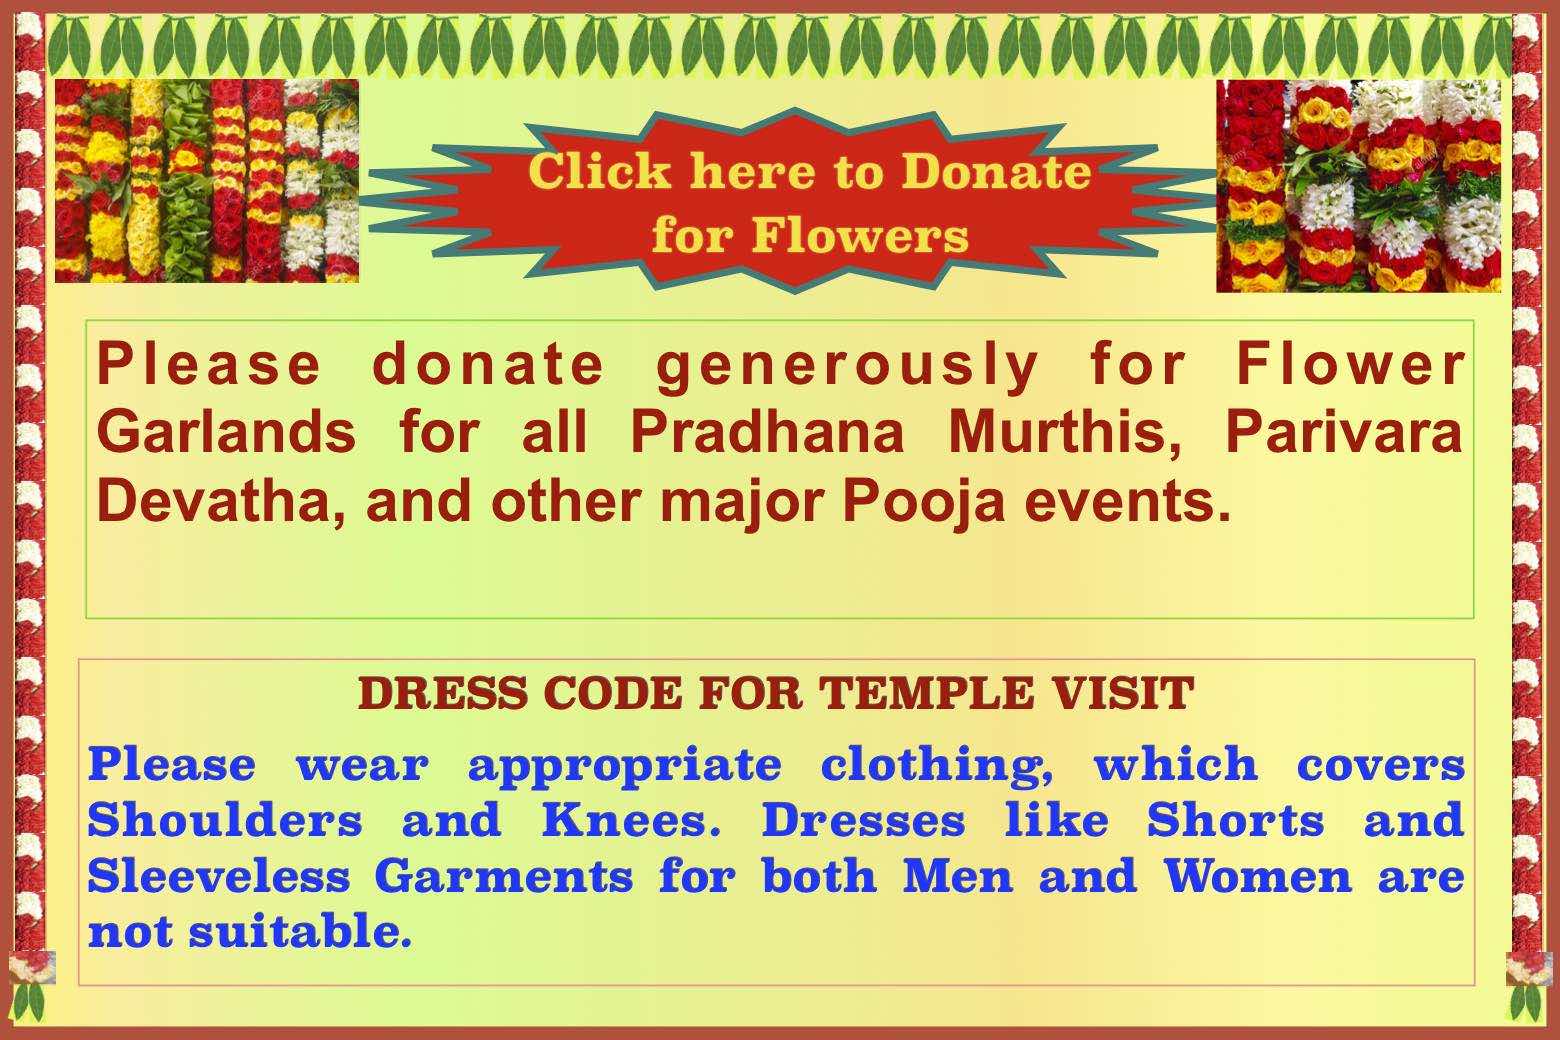 Click here to Donate
for Flowers
Please donate generously for Flower
Garlands for all Pradhana Murthis, Parivara
Devatha, and other major Pooja events.
DRESS CODE FOR TEMPLE VISIT
Please wear appropriate clothing, which covers
Shoulders and Knees. Dresses like Shorts and
Sleeveless Garments for both Men and Women are
not suitable.